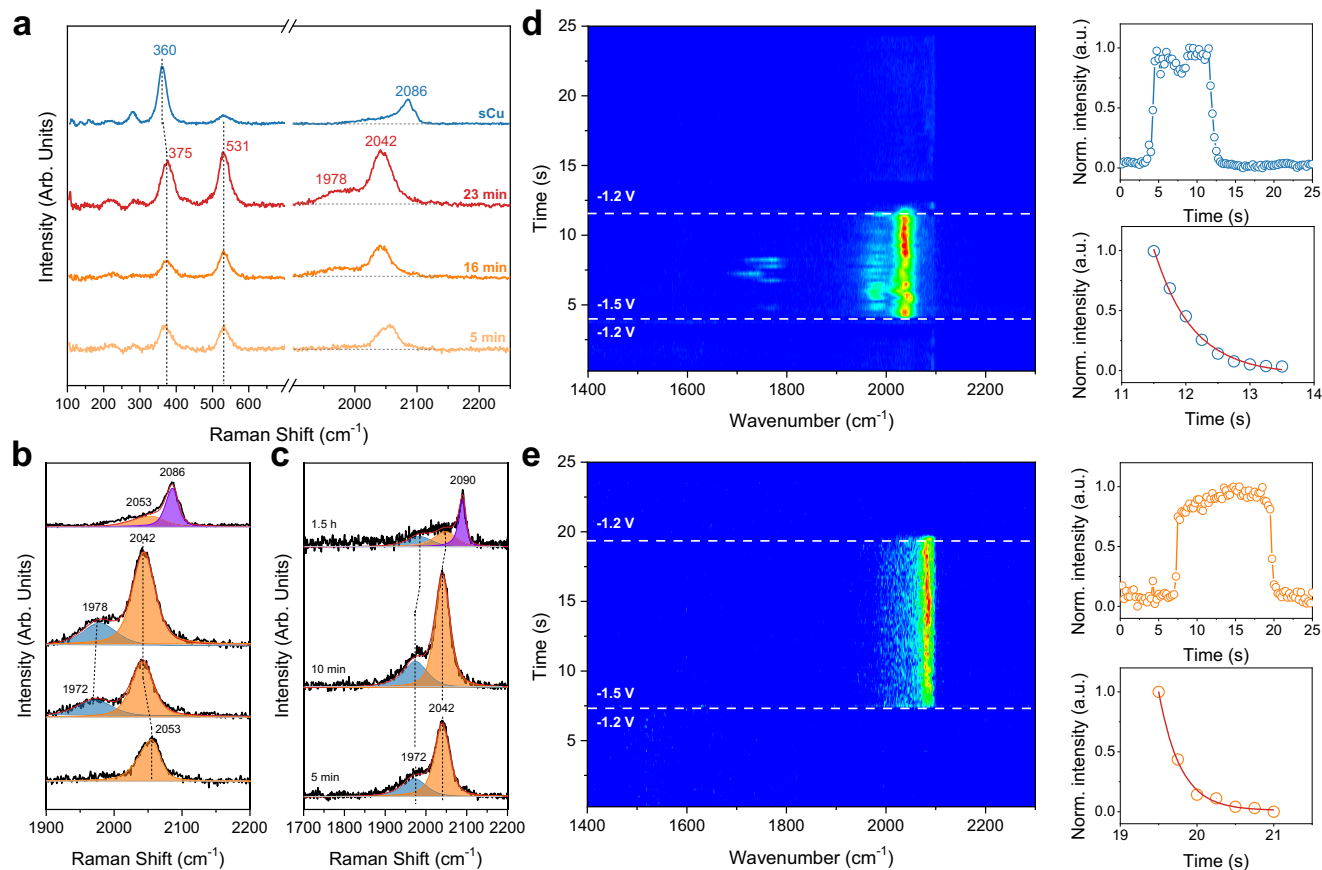 a
360
2086
sCu
375
531
2042
1978
23 min
16 min
5 min
Intensity (Arb. Units)
100 200 300 400 500 600 2000 2100 2200
Raman Shift (cm-1)
b
2086
2053
2042
1978
1972
2053
Intensity (Arb. Units)
1900 1950 2000 2050 2100 2150 2200
Raman Shift (cm-1)
c
2090
1.5 h
10 min
2042
1972
5 min
Intensity (Arb. Units)
1700 1800 1900 2000 2100 2200
Raman Shift (cm-1)
d
25
20
15
10
5
Time (s)
-1.2 V
-1.5 V
-1.2 V
1400 1600 1800 2000 2200
Wavenumber (cm-1)
Norm. intensity (a.u.)
1.0
0.5
0.0
0 5 10 15 20 25
Time (s)
Norm. intensity (a.u.)
1.0
0.5
0.0
11 12 13 14
Time (s)
e
25
20
15
10
5
Time (s)
-1.2 V
-1.5 V
-1.2 V
1400 1600 1800 2000 2200
Wavenumber (cm-1)
Norm. intensity (a.u.)
1.0
0.5
0.0
0 5 10 15 20 25
Time (s)
Norm. intensity (a.u.)
1.0
0.5
0.0
19 20 21
Time (s)